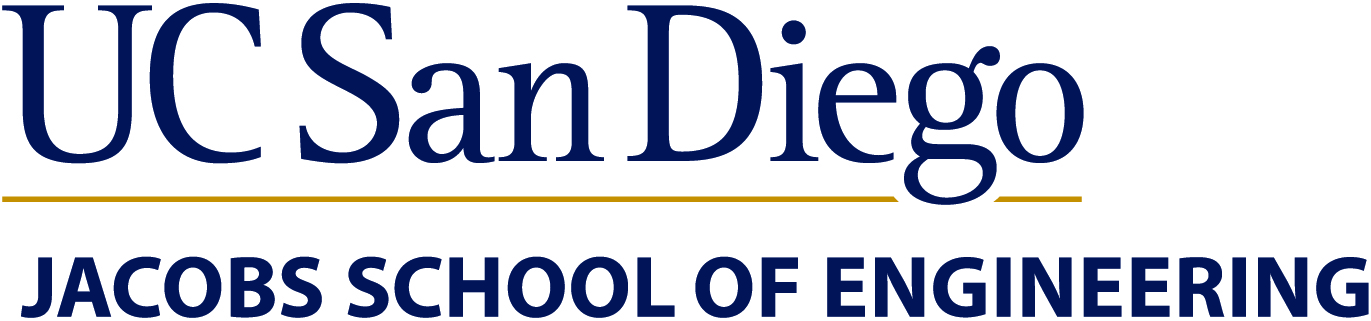 UC San Diego
JACOBS SCHOOL OF ENGINEERING